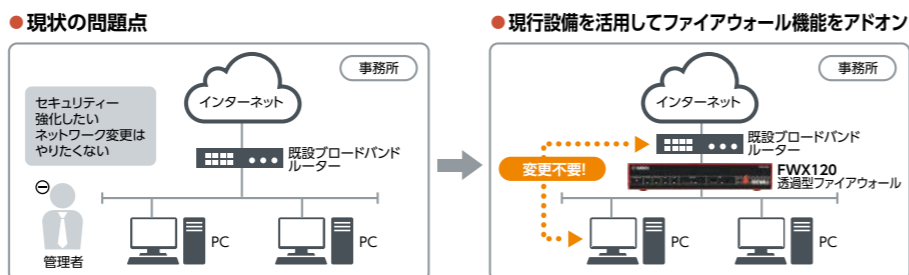 ●現状の問題点
事務所
セキュリティー
強化したい
ネットワーク変更は
やりたくない
インターネット
既設ブロードバンド
ルーター
管理者
PC
PC
●現行設備を活用してファイアウォール機能をアドオン
事務所
インターネット
既設ブロードバンド
ルーター
変更不要!
FWX120
透過型ファイアウォール
PC
PC